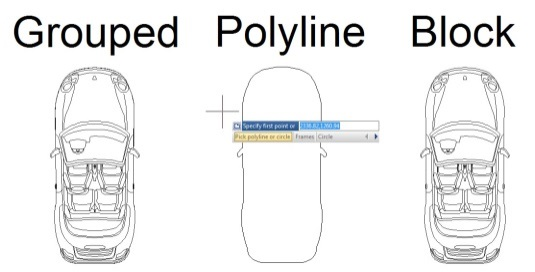 Grouped Polyline Block
Specify first point or
Pick polyline or circle Frames Circle